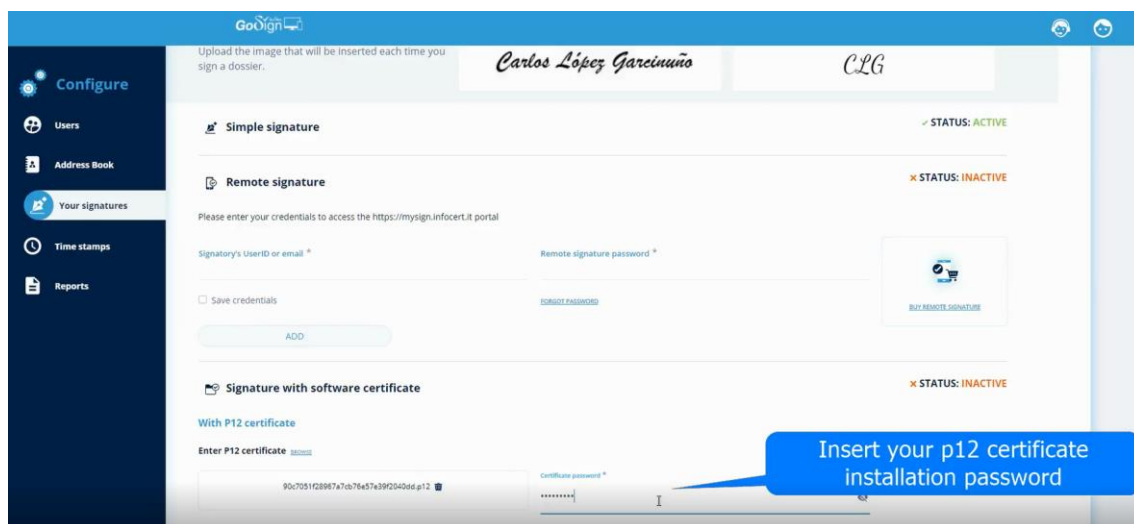 GoSign
Upload the image that will be inserted each time you
sign a dossier.
Carlos López Garcinuño
CLG
Configure
Users
Address Book
Your signatures
Time stamps
Reports
Simple signature
✓ STATUS: ACTIVE
Remote signature
× STATUS: INACTIVE
Please enter your credentials to access the https://mysign.infocert.it portal
Signatory's UserID or email *
Remote signature password *
Save credentials
FORGOT PASSWORD
BUY REMOTE SIGNATURE
ADD
Signature with software certificate
× STATUS: INACTIVE
With P12 certificate
Enter P12 certificate BROWSE
90c7051f28967a7cb76e57e39f2040dd.p12
Certificate password *
•••••••••
Insert your p12 certificate
installation password